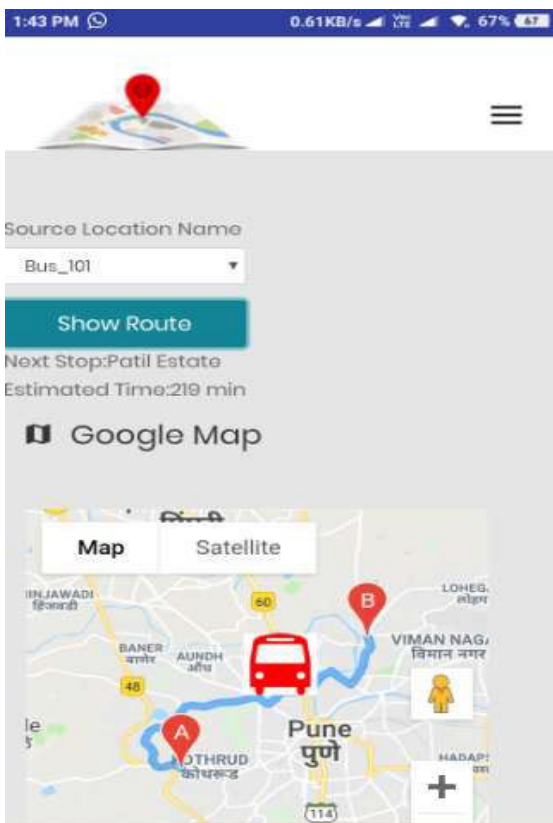 1:43 PM 0.61KB/s 67% 67
Source Location Name
Bus_101
Show Route
Next Stop:Patil Estate
Estimated Time:219 min
Google Map
Map Satellite
INJAWADI
हिंजवडी
60
B
LOHEG
VIMAN NAG
विमान नगर
BANER
बाणेर
AUNDH
औंध
48
A
Pune
पुणे
OTHRUD
कोथरूड
HADAP
114
+